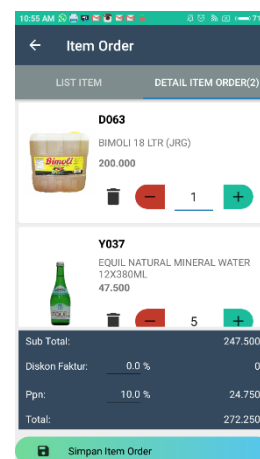 10:55 AM
Item Order
LIST ITEM
DETAIL ITEM ORDER(2)
D063
BIMOLI 18 LTR (JRG)
200.000
Bimoli
1
Y037
EQUIL NATURAL MINERAL WATER
12X380ML
47.500
5
Sub Total: 247.500
Diskon Faktur: 0.0 % 0
Ppn: 10.0 % 24.750
Total: 272.250
Simpan Item Order